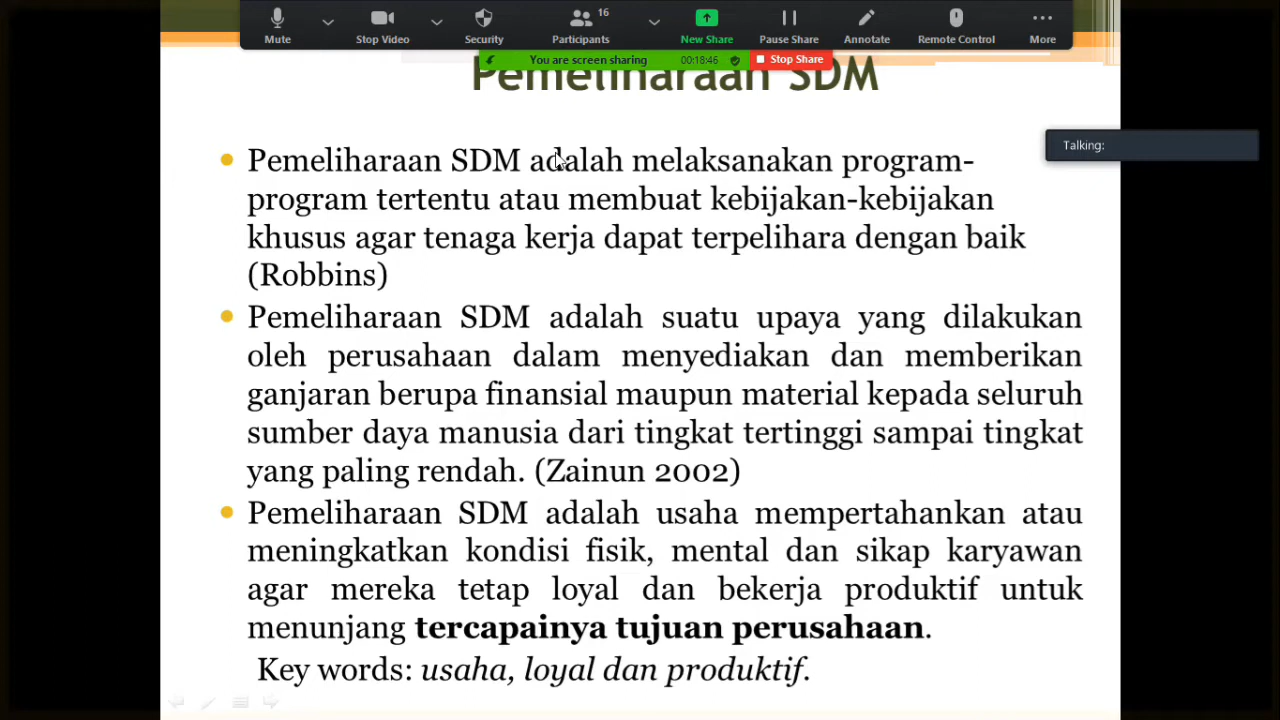 16
Mute
Stop Video
Security
Participants
New Share
Pause Share
Annotate
Remote Control
More
You are screen sharing
00:18:46
Stop Share
Pemeliharaan SDM
Talking:
Pemeliharaan SDM adalah melaksanakan program-
program tertentu atau membuat kebijakan-kebijakan
khusus agar tenaga kerja dapat terpelihara dengan baik
(Robbins)
Pemeliharaan SDM adalah suatu upaya yang dilakukan
oleh perusahaan dalam menyediakan dan memberikan
ganjaran berupa finansial maupun material kepada seluruh
sumber daya manusia dari tingkat tertinggi sampai tingkat
yang paling rendah. (Zainun 2002)
Pemeliharaan SDM adalah usaha mempertahankan atau
meningkatkan kondisi fisik, mental dan sikap karyawan
agar mereka tetap loyal dan bekerja produktif untuk
menunjang tercapainya tujuan perusahaan.
Key words: usaha, loyal dan produktif.